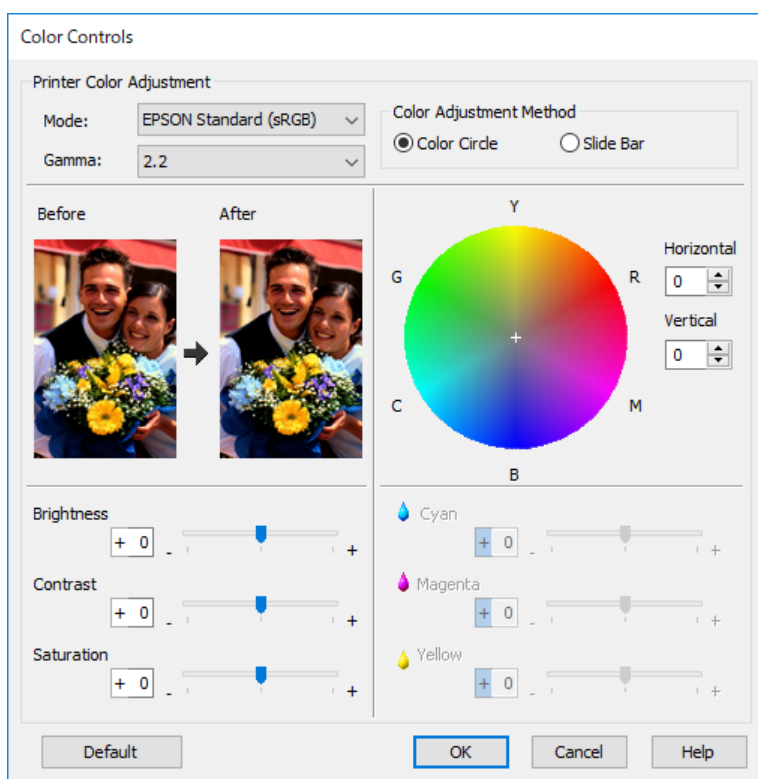 Color Controls
Printer Color Adjustment
Mode: EPSON Standard (sRGB)
Gamma: 2.2
Color Adjustment Method
Color Circle Slide Bar
Before After
Y
G R
C M
B
Horizontal
0
Vertical
0
Brightness
+ 0 - +
Contrast
+ 0 - +
Saturation
+ 0 - +
Cyan
+ 0 - +
Magenta
+ 0 - +
Yellow
+ 0 - +
Default OK Cancel Help